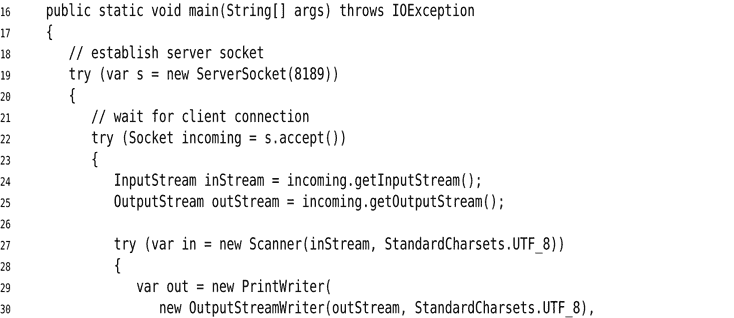 16 public static void main(String[] args) throws IOException
17 {
18 // establish server socket
19 try (var s = new ServerSocket(8189))
20 {
21 // wait for client connection
22 try (Socket incoming = s.accept())
23 {
24 InputStream inStream = incoming.getInputStream();
25 OutputStream outStream = incoming.getOutputStream();
26
27 try (var in = new Scanner(inStream, StandardCharsets.UTF_8))
28 {
29 var out = new PrintWriter(
30 new OutputStreamWriter(outStream, StandardCharsets.UTF_8),